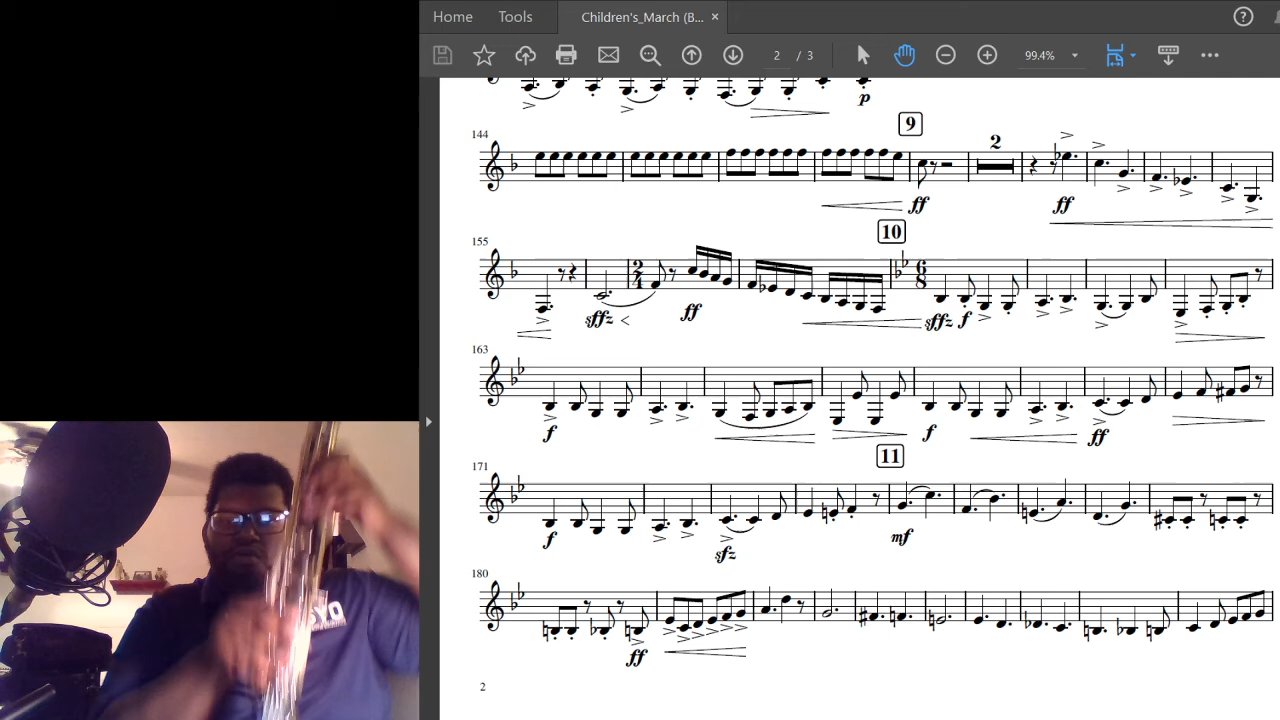 Home Tools Children's_March (B... ×
2 / 3 99.4%
p
144 9 2
ff ff
155 10 2 4 6 8
sffz ff sffz f
163
f f ff
171 11
f sfz mf
180
ff
2